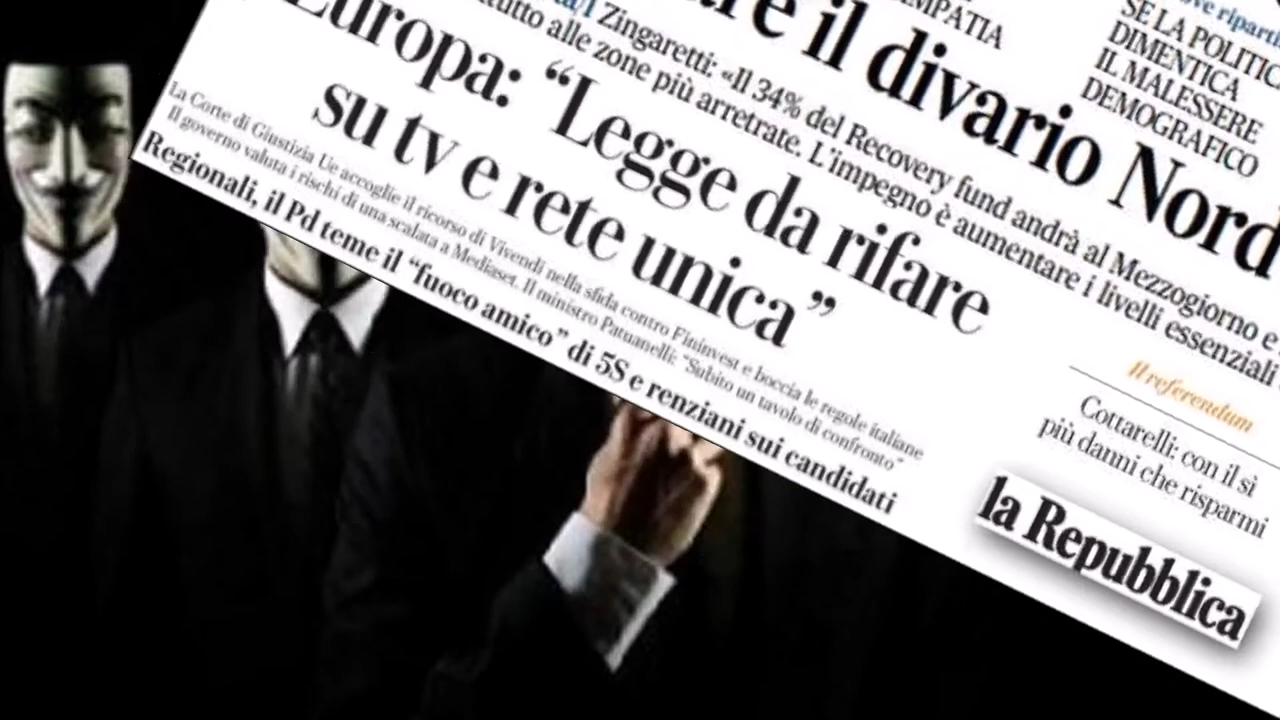 EMPATIA
Zingaretti: «Il 34% del Recovery fund andrà al Mezzogiorno e
tutto alle zone più arretrate. L'impegno è aumentare i livelli essenziali
il divario Nord
SE LA POLITIC
DIMENTICA
IL MALESSERE
DEMOGRAFICO
Europa: “Legge da rifare
su tv e rete unica”
La Corte di Giustizia Ue accoglie il ricorso di Vivendi nella sfida contro Fininvest e boccia le regole italiane
Il governo valuta i rischi di una scalata a Mediaset. Il ministro Patuanelli: “Subito un tavolo di confronto”
Regionali, il Pd teme il “fuoco amico” di 5S e renziani sui candidati
Il referendum
Cottarelli: con il sì
più danni che risparmi
la Repubblica